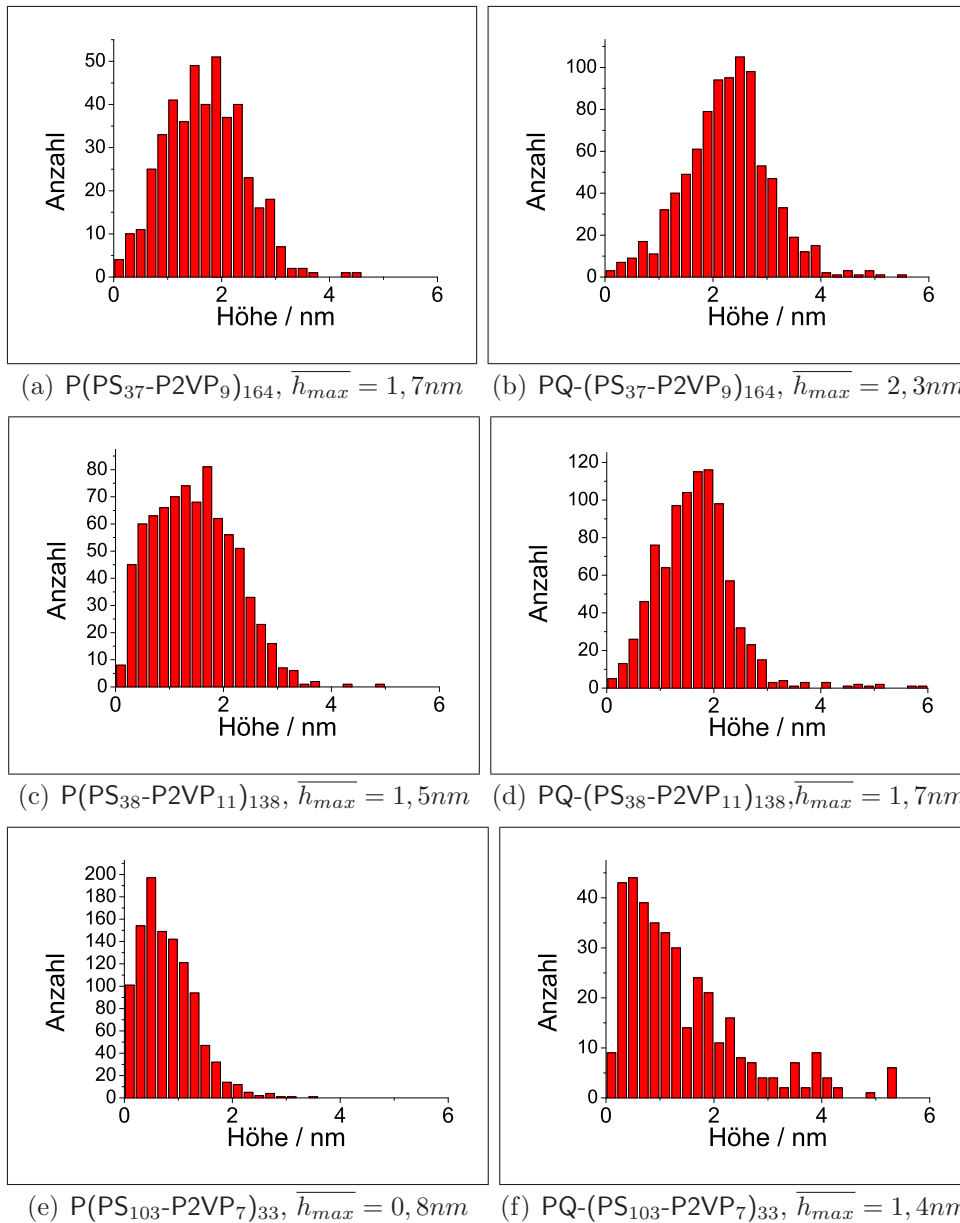 Anzahl
50
40
30
20
10
0
0 2 4 6
Höhe / nm
(a) P(PS₃₇-P2VP₉)₁₆₄, h̅m̅a̅x̅ = 1,7nm
Anzahl
100
80
60
40
20
0
0 2 4 6
Höhe / nm
(b) PQ-(PS₃₇-P2VP₉)₁₆₄, h̅m̅a̅x̅ = 2,3nm
Anzahl
80
70
60
50
40
30
20
10
0
0 2 4 6
Höhe / nm
(c) P(PS₃₈-P2VP₁₁)₁₃₈, h̅m̅a̅x̅ = 1,5nm
Anzahl
120
100
80
60
40
20
0
0 2 4 6
Höhe / nm
(d) PQ-(PS₃₈-P2VP₁₁)₁₃₈,h̅m̅a̅x̅ = 1,7nm
Anzahl
200
180
160
140
120
100
80
60
40
20
0
0 2 4 6
Höhe / nm
(e) P(PS₁₀₃-P2VP₇)₃₃, h̅m̅a̅x̅ = 0,8nm
Anzahl
40
30
20
10
0
0 2 4 6
Höhe / nm
(f) PQ-(PS₁₀₃-P2VP₇)₃₃, h̅m̅a̅x̅ = 1,4nm